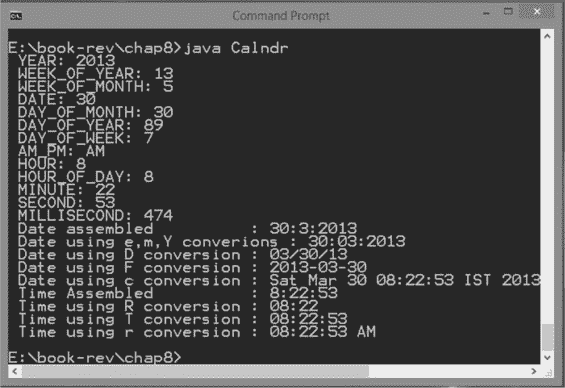 Command Prompt
E:\book-rev\chap8>java Calndr
YEAR: 2013
WEEK_OF_YEAR: 13
WEEK_OF_MONTH: 5
DATE: 30
DAY_OF_MONTH: 30
DAY_OF_YEAR: 89
DAY_OF_WEEK: 7
AM_PM: AM
HOUR: 8
HOUR_OF_DAY: 8
MINUTE: 22
SECOND: 53
MILLISECOND: 474
Date assembled : 30:3:2013
Date using e,m,Y converions : 30:03:2013
Date using D conversion : 03/30/13
Date using F conversion : 2013-03-30
Date using c conversion : Sat Mar 30 08:22:53 IST 2013
Time Assembled : 8:22:53
Time using R conversion : 08:22
Time using T conversion : 08:22:53
Time using r conversion : 08:22:53 AM
E:\book-rev\chap8>